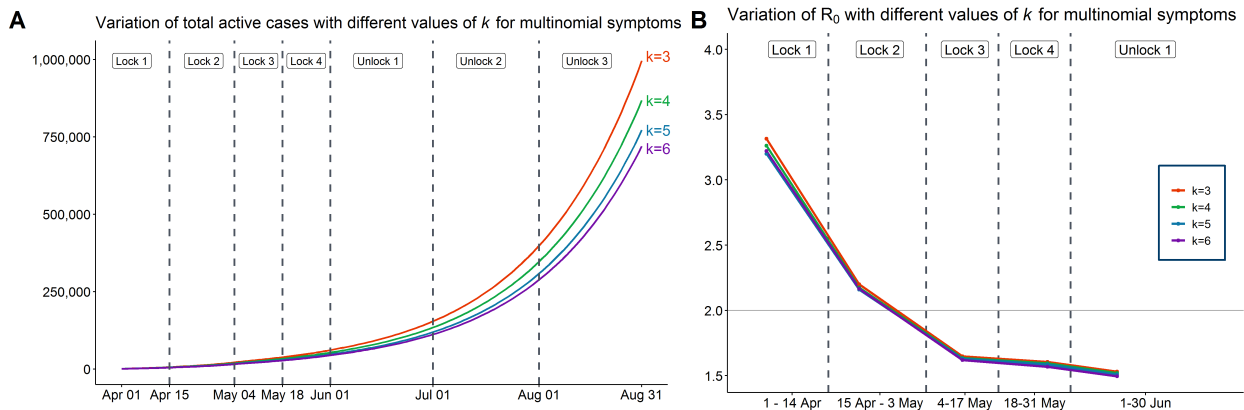 A
Variation of total active cases with different values of k for multinomial symptoms
Lock 1
Lock 2
Lock 3
Lock 4
Unlock 1
Unlock 2
Unlock 3
1,000,000
750,000
500,000
250,000
0
k=3
k=4
k=5
k=6
Apr 01
Apr 15
May 04
May 18
Jun 01
Jul 01
Aug 01
Aug 31
B
Variation of R0 with different values of k for multinomial symptoms
Lock 1
Lock 2
Lock 3
Lock 4
Unlock 1
4.0
3.5
3.0
2.5
2.0
1.5
k=3
k=4
k=5
k=6
1 - 14 Apr
15 Apr - 3 May
4-17 May
18-31 May
1-30 Jun